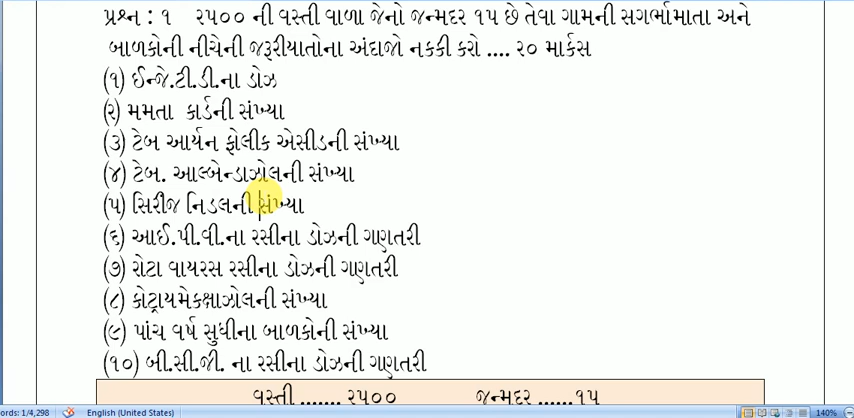 પ્રશ્ન : ૧ ૨૫૦૦ ની વસ્તી વાળા જેનો જન્મદર ૧૫ છે તેવા ગામની સગર્ભામાતા અને
બાળકોની નીચેની જરૂરીયાતોના અંદાજો નકકી કરો .... ૨૦ માર્કસ
(૧) ઈન્જે.ટી.ડી.ના ડોઝ
(૨) મમતા કાર્ડની સંખ્યા
(૩) ટેબ આર્યન ફોલીક એસીડની સંખ્યા
(૪) ટેબ. આલ્બેન્ડાઝોલની સંખ્યા
(૫) સિરીંજ નિડલની સંખ્યા
(૬) આઈ.પી.વી.ના રસીના ડોઝની ગણતરી
(૭) રોટા વાયરસ રસીના ડોઝની ગણતરી
(૮) કોટ્રાયમેકક્ષાઝોલની સંખ્યા
(૯) પાંચ વર્ષ સુધીના બાળકોની સંખ્યા
(૧૦) બી.સી.જી. ના રસીના ડોઝની ગણતરી
વસ્તી ....... ૨૫૦૦ જન્મદર ......૧૫
ords: 1/4,298 English (United States) 140%